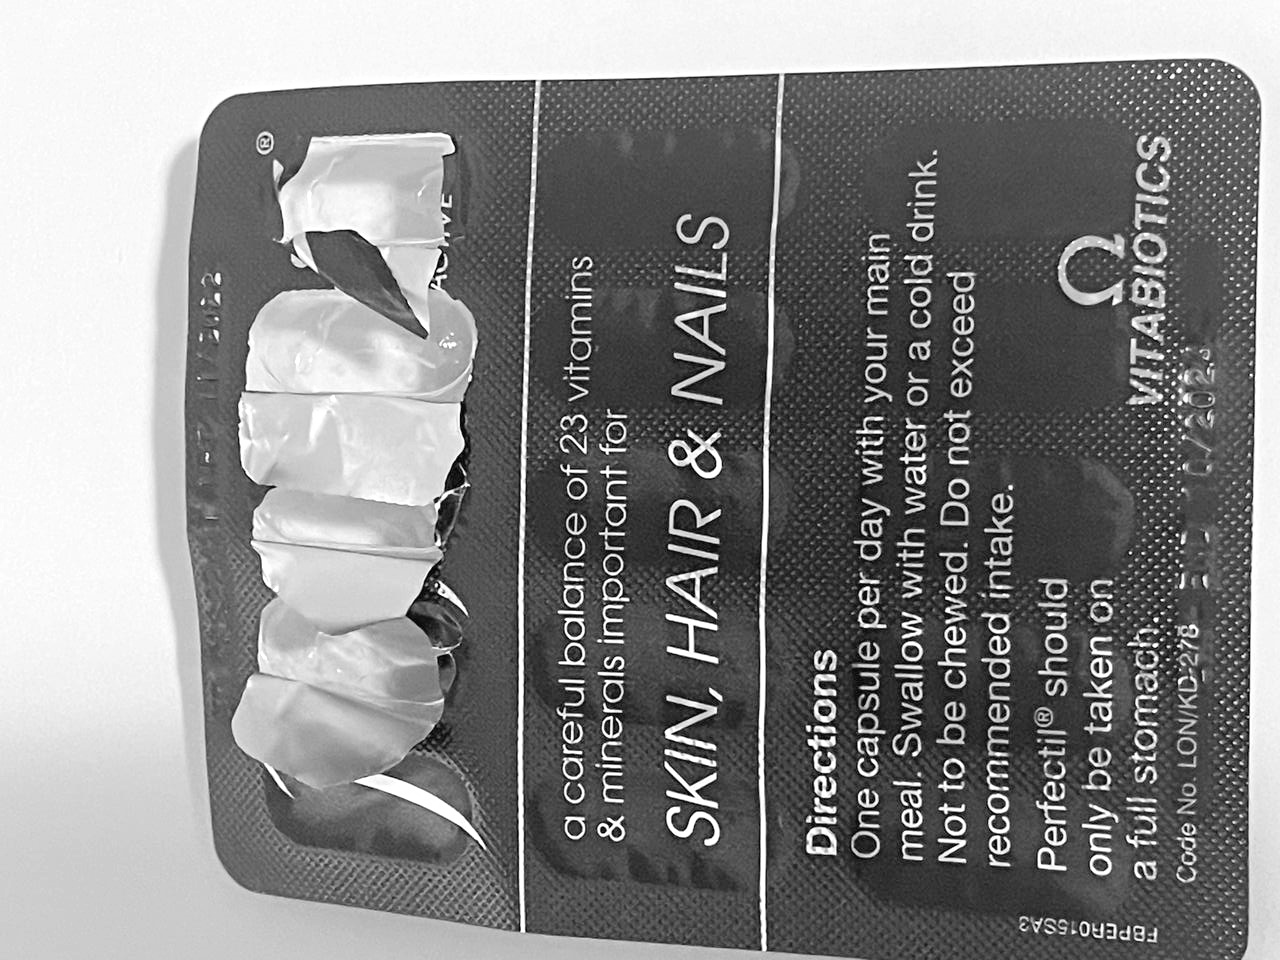 ®
a careful balance of 23 vitamins
& minerals important for
SKIN, HAIR & NAILS
Directions
One capsule per day with your main
meal. Swallow with water or a cold drink.
Not to be chewed. Do not exceed
recommended intake.
Perfectil® should
only be taken on
a full stomach.
Ω
VITABIOTICS
Code No. LON/KD-278
FBPER015SSA3